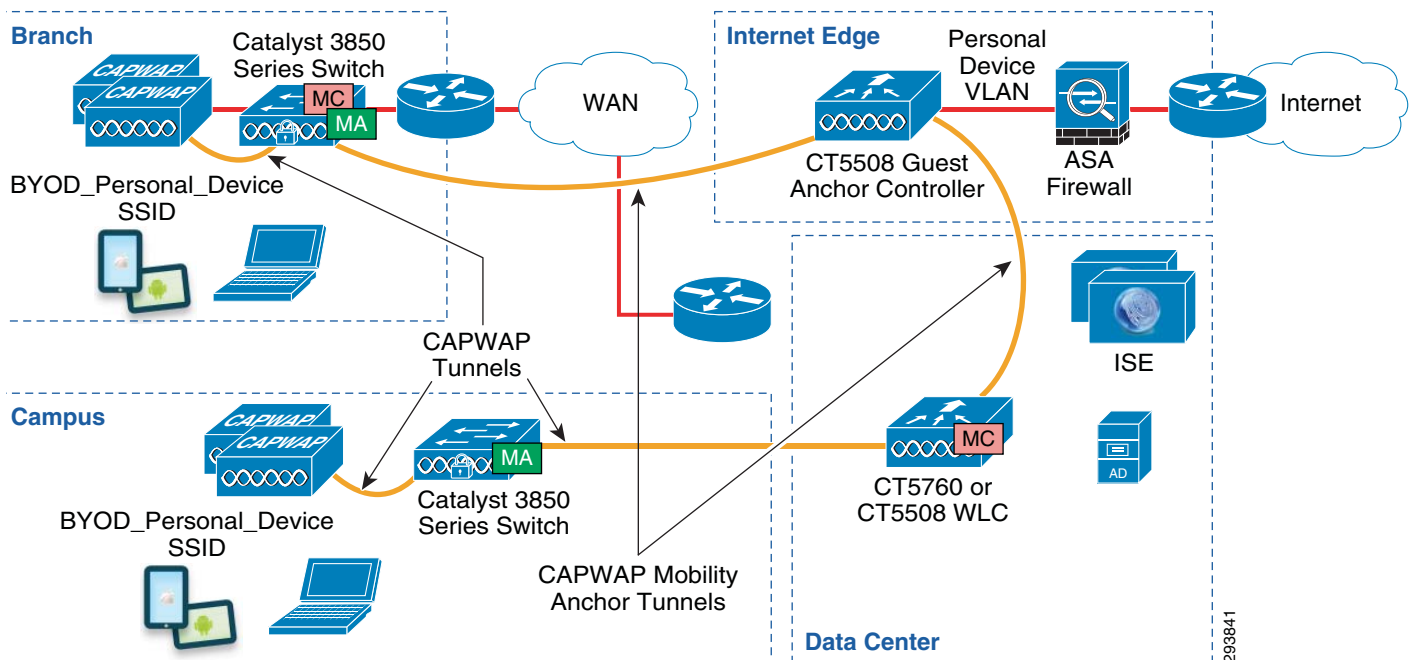 Branch
Catalyst 3850
Series Switch
CAPWAP
CAPWAP
MC
MA
BYOD_Personal_Device
SSID
WAN
Internet Edge
Personal
Device
VLAN
CT5508 Guest
Anchor Controller
ASA
Firewall
Internet
CAPWAP
Tunnels
Campus
CAPWAP
CAPWAP
MA
Catalyst 3850
Series Switch
BYOD_Personal_Device
SSID
CAPWAP Mobility
Anchor Tunnels
ISE
MC
CT5760 or
CT5508 WLC
AD
Data Center
293841